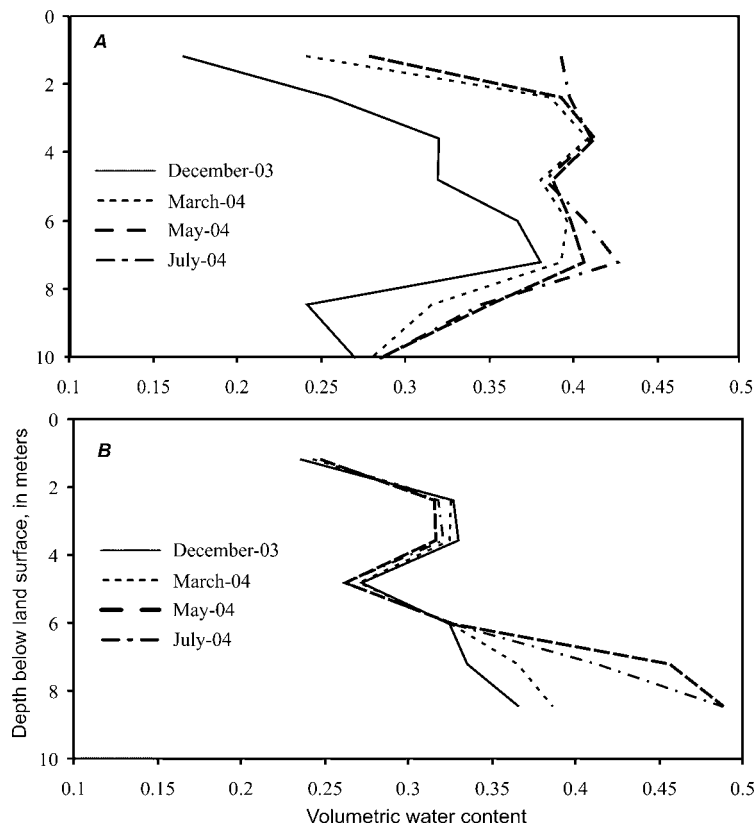 0
A
2
4
6
8
10
December-03
March-04
May-04
July-04
0.1 0.15 0.2 0.25 0.3 0.35 0.4 0.45 0.5
Depth below land surface, in meters
0
B
2
4
6
8
10
December-03
March-04
May-04
July-04
0.1 0.15 0.2 0.25 0.3 0.35 0.4 0.45 0.5
Volumetric water content